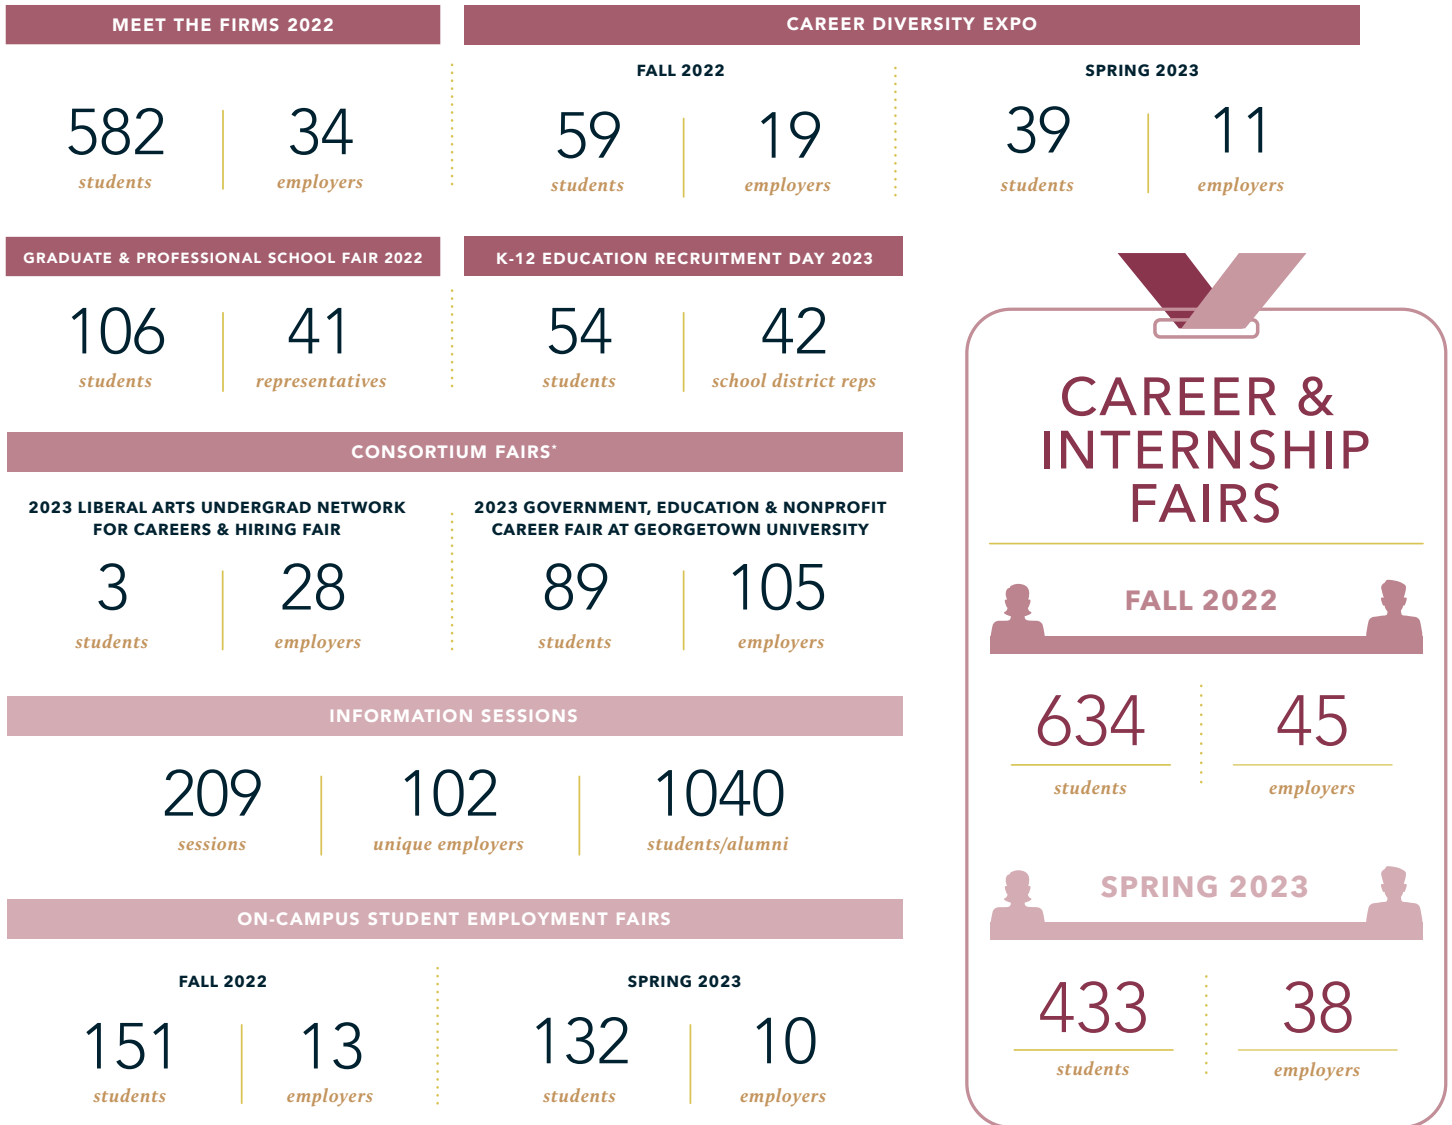 MEET THE FIRMS 2022
582
students
34
employers
CAREER DIVERSITY EXPO
FALL 2022
59
students
19
employers
SPRING 2023
39
students
11
employers
GRADUATE & PROFESSIONAL SCHOOL FAIR 2022
106
students
41
representatives
K-12 EDUCATION RECRUITMENT DAY 2023
54
students
42
school district reps
CONSORTIUM FAIRS*
2023 LIBERAL ARTS UNDERGRAD NETWORK
FOR CAREERS & HIRING FAIR
3
students
28
employers
2023 GOVERNMENT, EDUCATION & NONPROFIT
CAREER FAIR AT GEORGETOWN UNIVERSITY
89
students
105
employers
INFORMATION SESSIONS
209
sessions
102
unique employers
1040
students/alumni
ON-CAMPUS STUDENT EMPLOYMENT FAIRS
FALL 2022
151
students
13
employers
SPRING 2023
132
students
10
employers
CAREER &
INTERNSHIP
FAIRS
FALL 2022
634
students
45
employers
SPRING 2023
433
students
38
employers